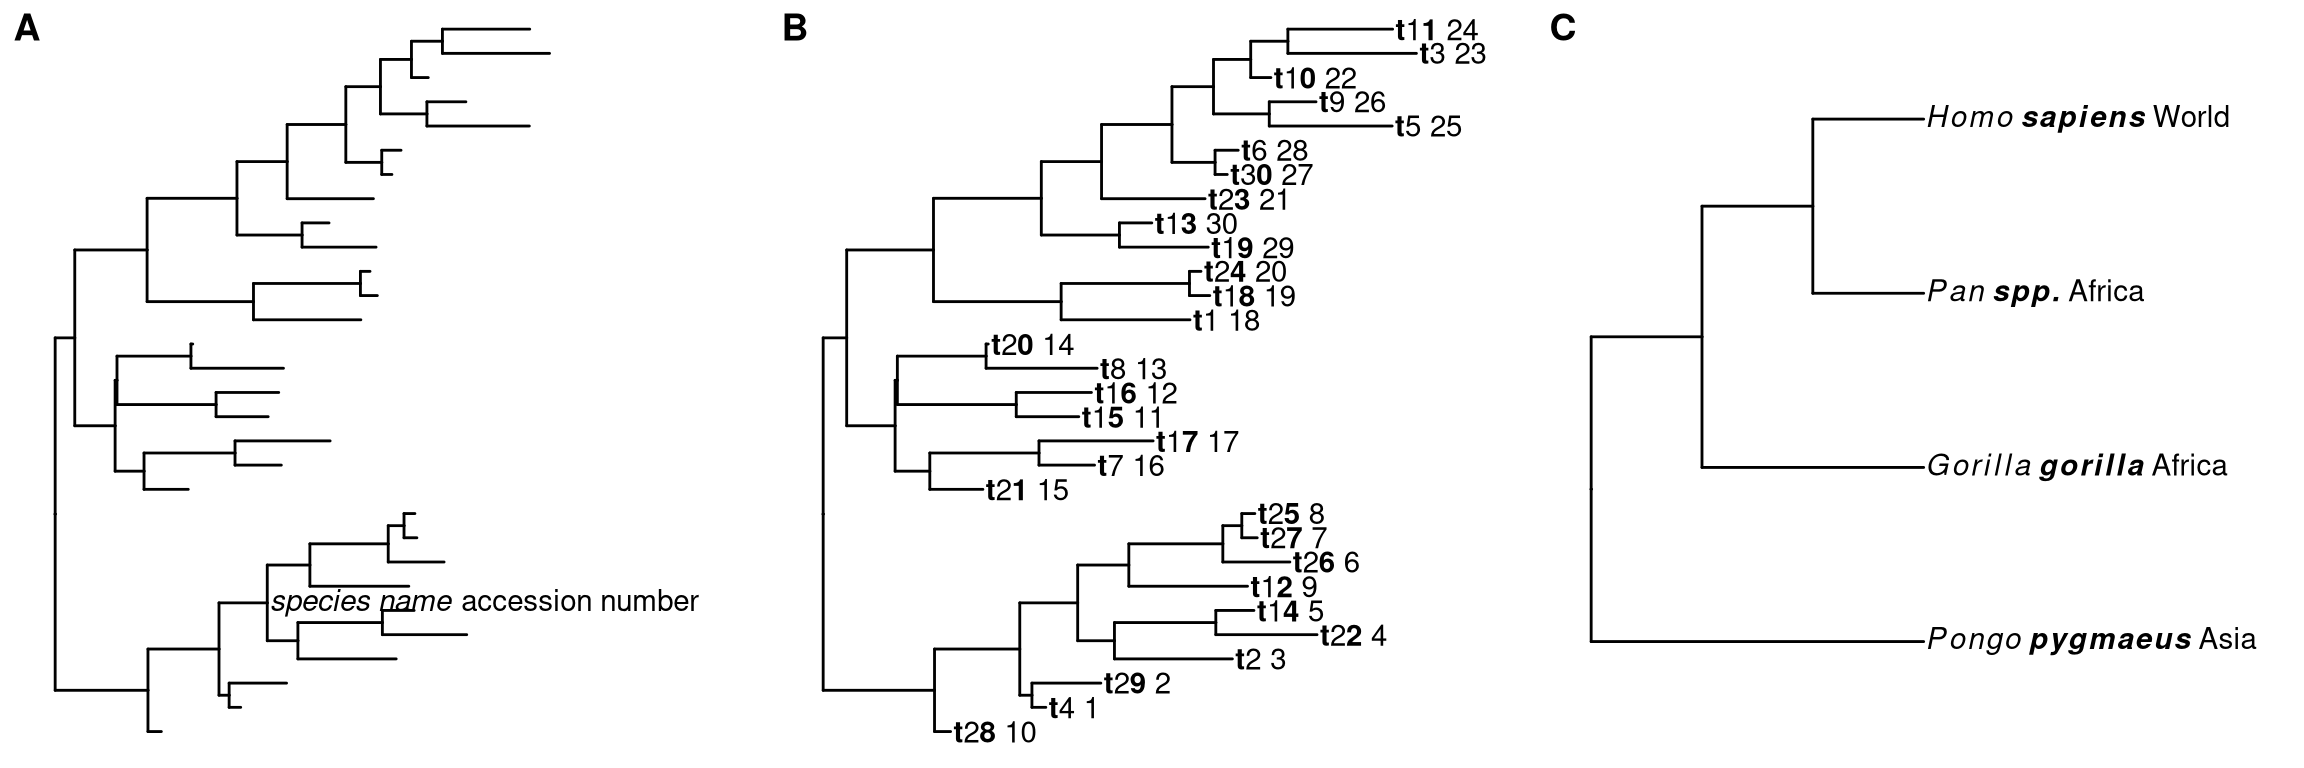 A
species name accession number
B
t11 24
t3 23
t10 22
t9 26
t5 25
t6 28
t30 27
t23 21
t13 30
t19 29
t24 20
t18 19
t1 18
t20 14
t8 13
t16 12
t15 11
t17 17
t7 16
t21 15
t25 8
t27 7
t26 6
t12 9
t14 5
t22 4
t2 3
t29 2
t4 1
t28 10
C
Homo sapiens World
Pan spp. Africa
Gorilla gorilla Africa
Pongo pygmaeus Asia